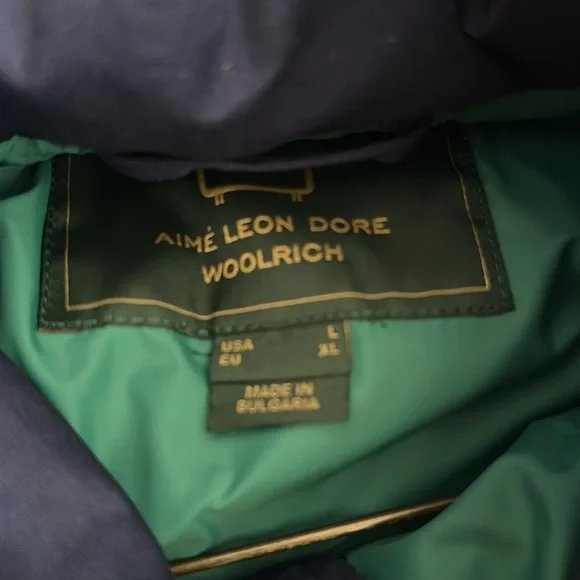 AIMÉ LEON DORE
WOOLRICH
USA L
EU XL
MADE IN
BULGARIA